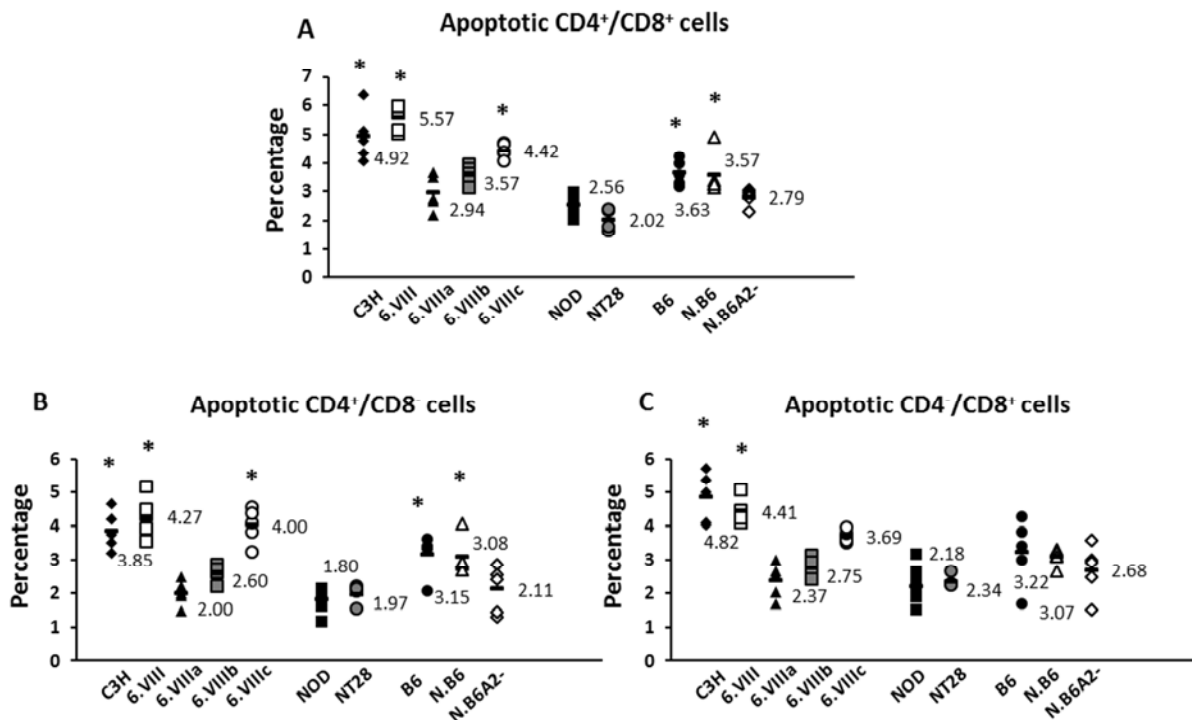 A
Apoptotic CD4⁺/CD8⁺ cells
Percentage
7
6
5
4
3
2
1
0
* * * * *
5.57
4.92
4.42
2.94
3.57
2.56
2.02
3.63
3.57
2.79
C3H
6.VIII
6.VIIIa
6.VIIIb
6.VIIIc
NOD
NT28
B6
N.B6
N.B6A2-
B
Apoptotic CD4⁺/CD8⁻ cells
Percentage
6
5
4
3
2
1
0
* * * * *
4.27
3.85
4.00
2.00
2.60
1.80
1.97
3.15
3.08
2.11
C3H
6.VIII
6.VIIIa
6.VIIIb
6.VIIIc
NOD
NT28
B6
N.B6
N.B6A2-
C
Apoptotic CD4⁻/CD8⁺ cells
Percentage
6
5
4
3
2
1
0
* *
4.41
4.82
3.69
2.37
2.75
2.18
2.34
3.22
3.07
2.68
C3H
6.VIII
6.VIIIa
6.VIIIb
6.VIIIc
NOD
NT28
B6
N.B6
N.B6A2-